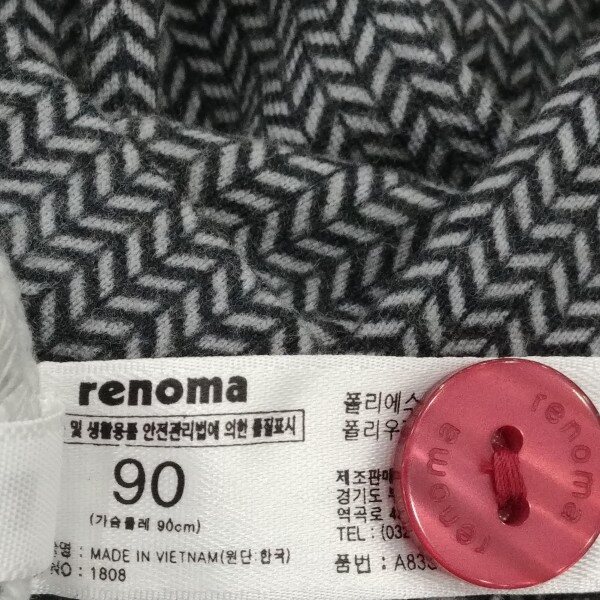 renoma
및 생활용품 안전관리법에 의한 품질표시
90
(가슴둘레 90cm)
: MADE IN VIETNAM(원단:한국)
NO : 1808
폴리에스
폴리우
제조판매
경기도
역곡로
TEL : (032
품번 : A83
renoma
renoma